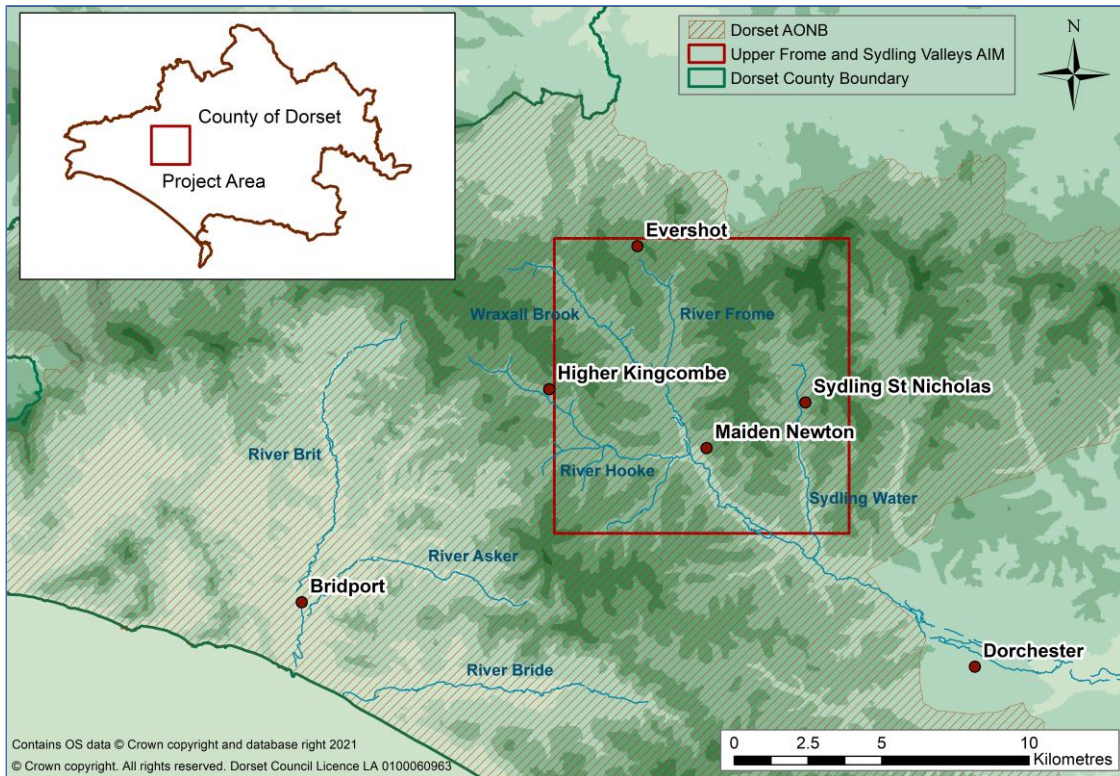 County of Dorset
Project Area
Dorset AONB
Upper Frome and Sydling Valleys AIM
Dorset County Boundary
N
Evershot
Wraxall Brook
River Frome
Higher Kingcombe
Sydling St Nicholas
Maiden Newton
River Brit
River Hooke
Sydling Water
River Asker
Bridport
Dorchester
River Bride
Contains OS data © Crown copyright and database right 2021
© Crown copyright. All rights reserved. Dorset Council Licence LA 0100060963
0 2.5 5 10
Kilometres